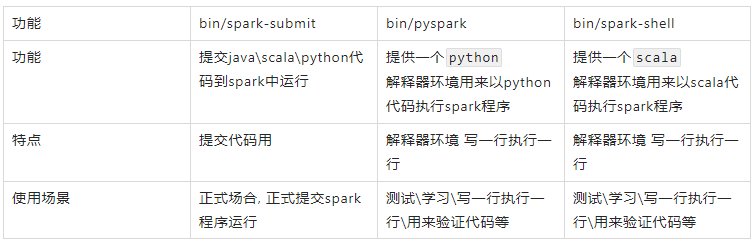 功能 bin/spark-submit bin/pyspark bin/spark-shell
功能 提交java\scala\python代 提供一个 python 提供一个 scala
码到spark中运行 解释器环境用来以python 解释器环境用来以scala代
代码执行spark程序 码执行spark程序
特点 提交代码用 解释器环境 写一行执行一 解释器环境 写一行执行一
行 行
使用场景 正式场合, 正式提交spark 测试\学习\写一行执行一 测试\学习\写一行执行一
程序运行 行\用来验证代码等 行\用来验证代码等